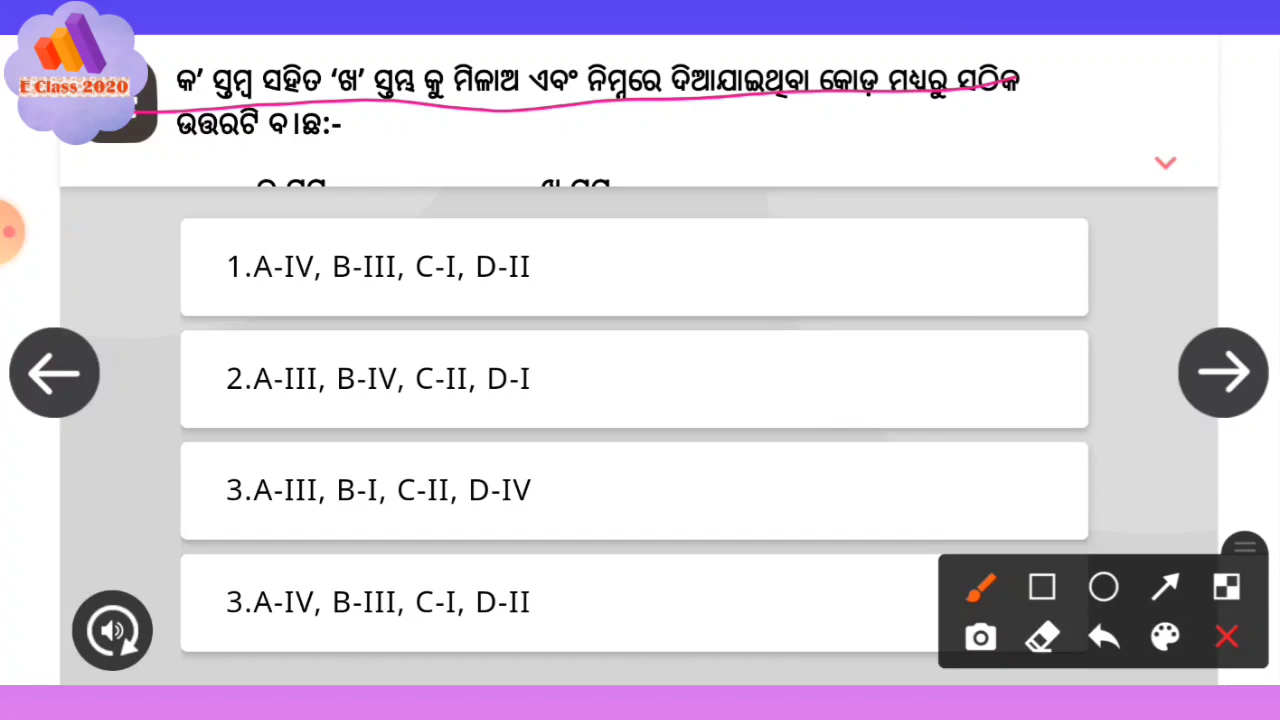 E Class 2020
କ’ ସ୍ତମ୍ବ ସହିତ ‘ଖ’ ସ୍ତମ୍ଭ କୁ ମିଳାଅ ଏବଂ ନିମ୍ନରେ ଦିଆଯାଇଥିବା କୋଡ଼ ମଧ୍ୟରୁ ସଠିକ
ଉତ୍ତରଟି ବ।ଛ:-
1.A-IV, B-III, C-I, D-II
2.A-III, B-IV, C-II, D-I
3.A-III, B-I, C-II, D-IV
3.A-IV, B-III, C-I, D-II